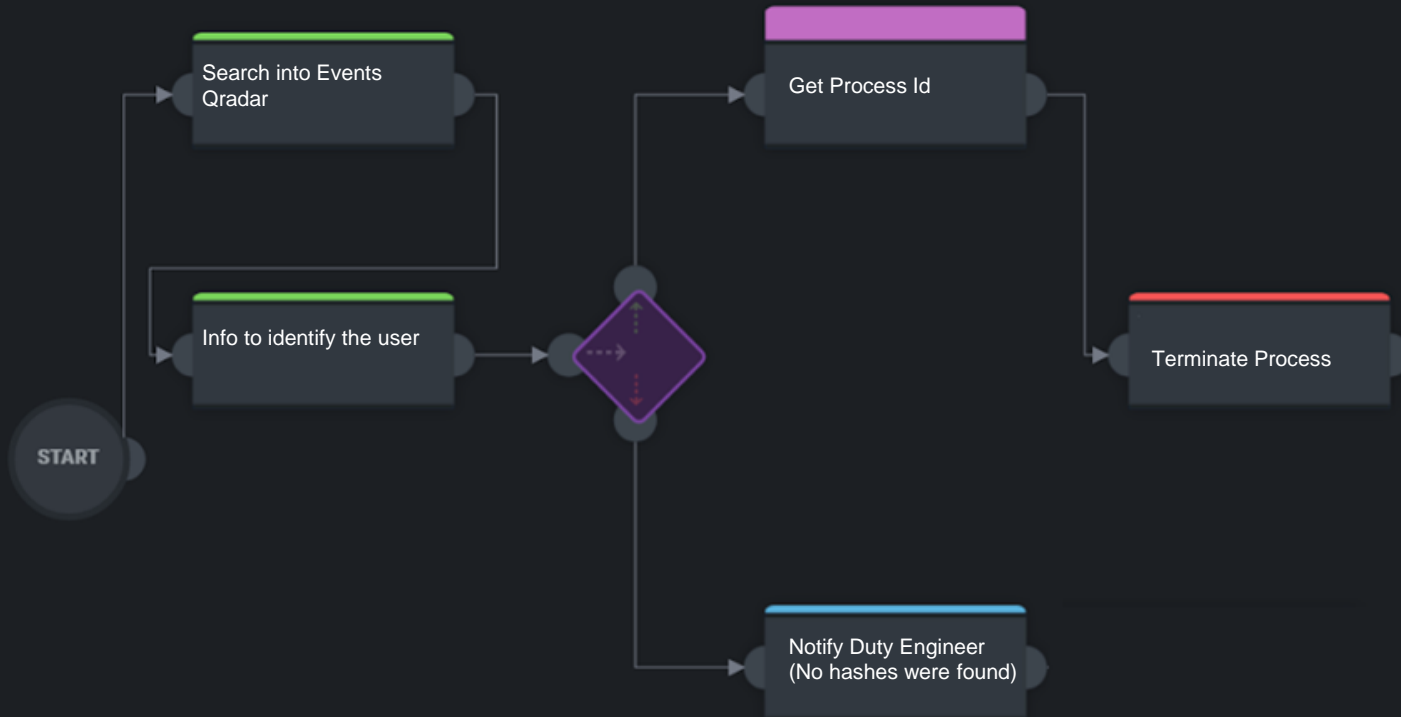 Search into Events
Qradar
Get Process Id
Info to identify the user
Terminate Process
START
Notify Duty Engineer
(No hashes were found)